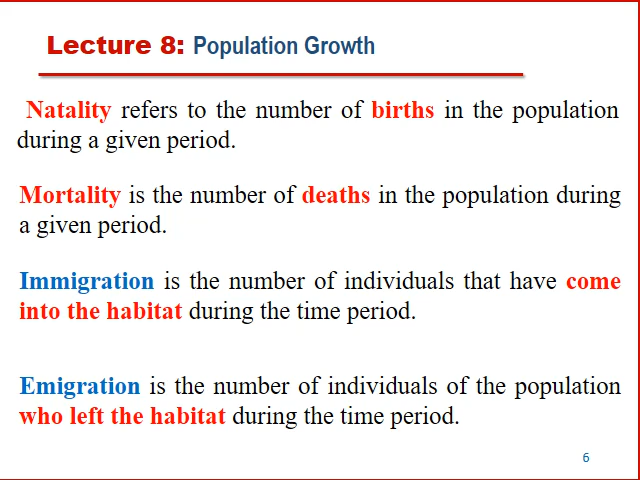 Lecture 8: Population Growth
Natality refers to the number of births in the population
during a given period.
Mortality is the number of deaths in the population during
a given period.
Immigration is the number of individuals that have come
into the habitat during the time period.
Emigration is the number of individuals of the population
who left the habitat during the time period.
6